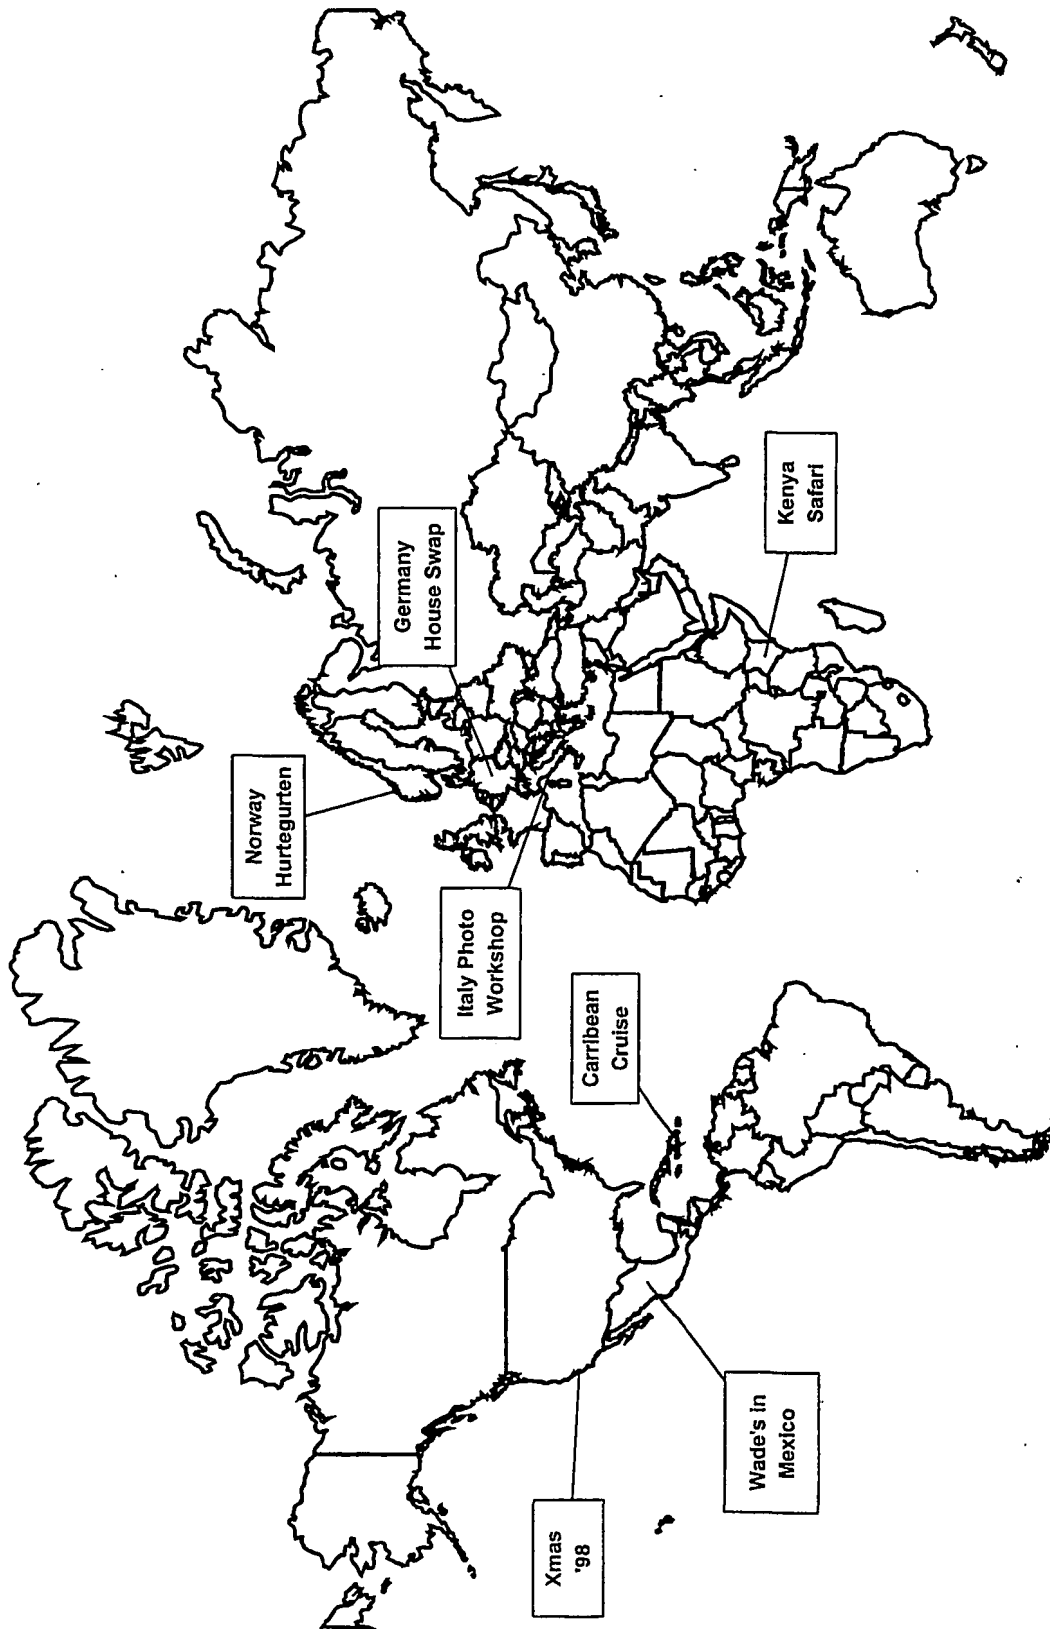 Norway
Hurtegurten
Germany
House Swap
Italy Photo
Workshop
Kenya
Safari
Carribean
Cruise
Xmas
'98
Wade's in
Mexico